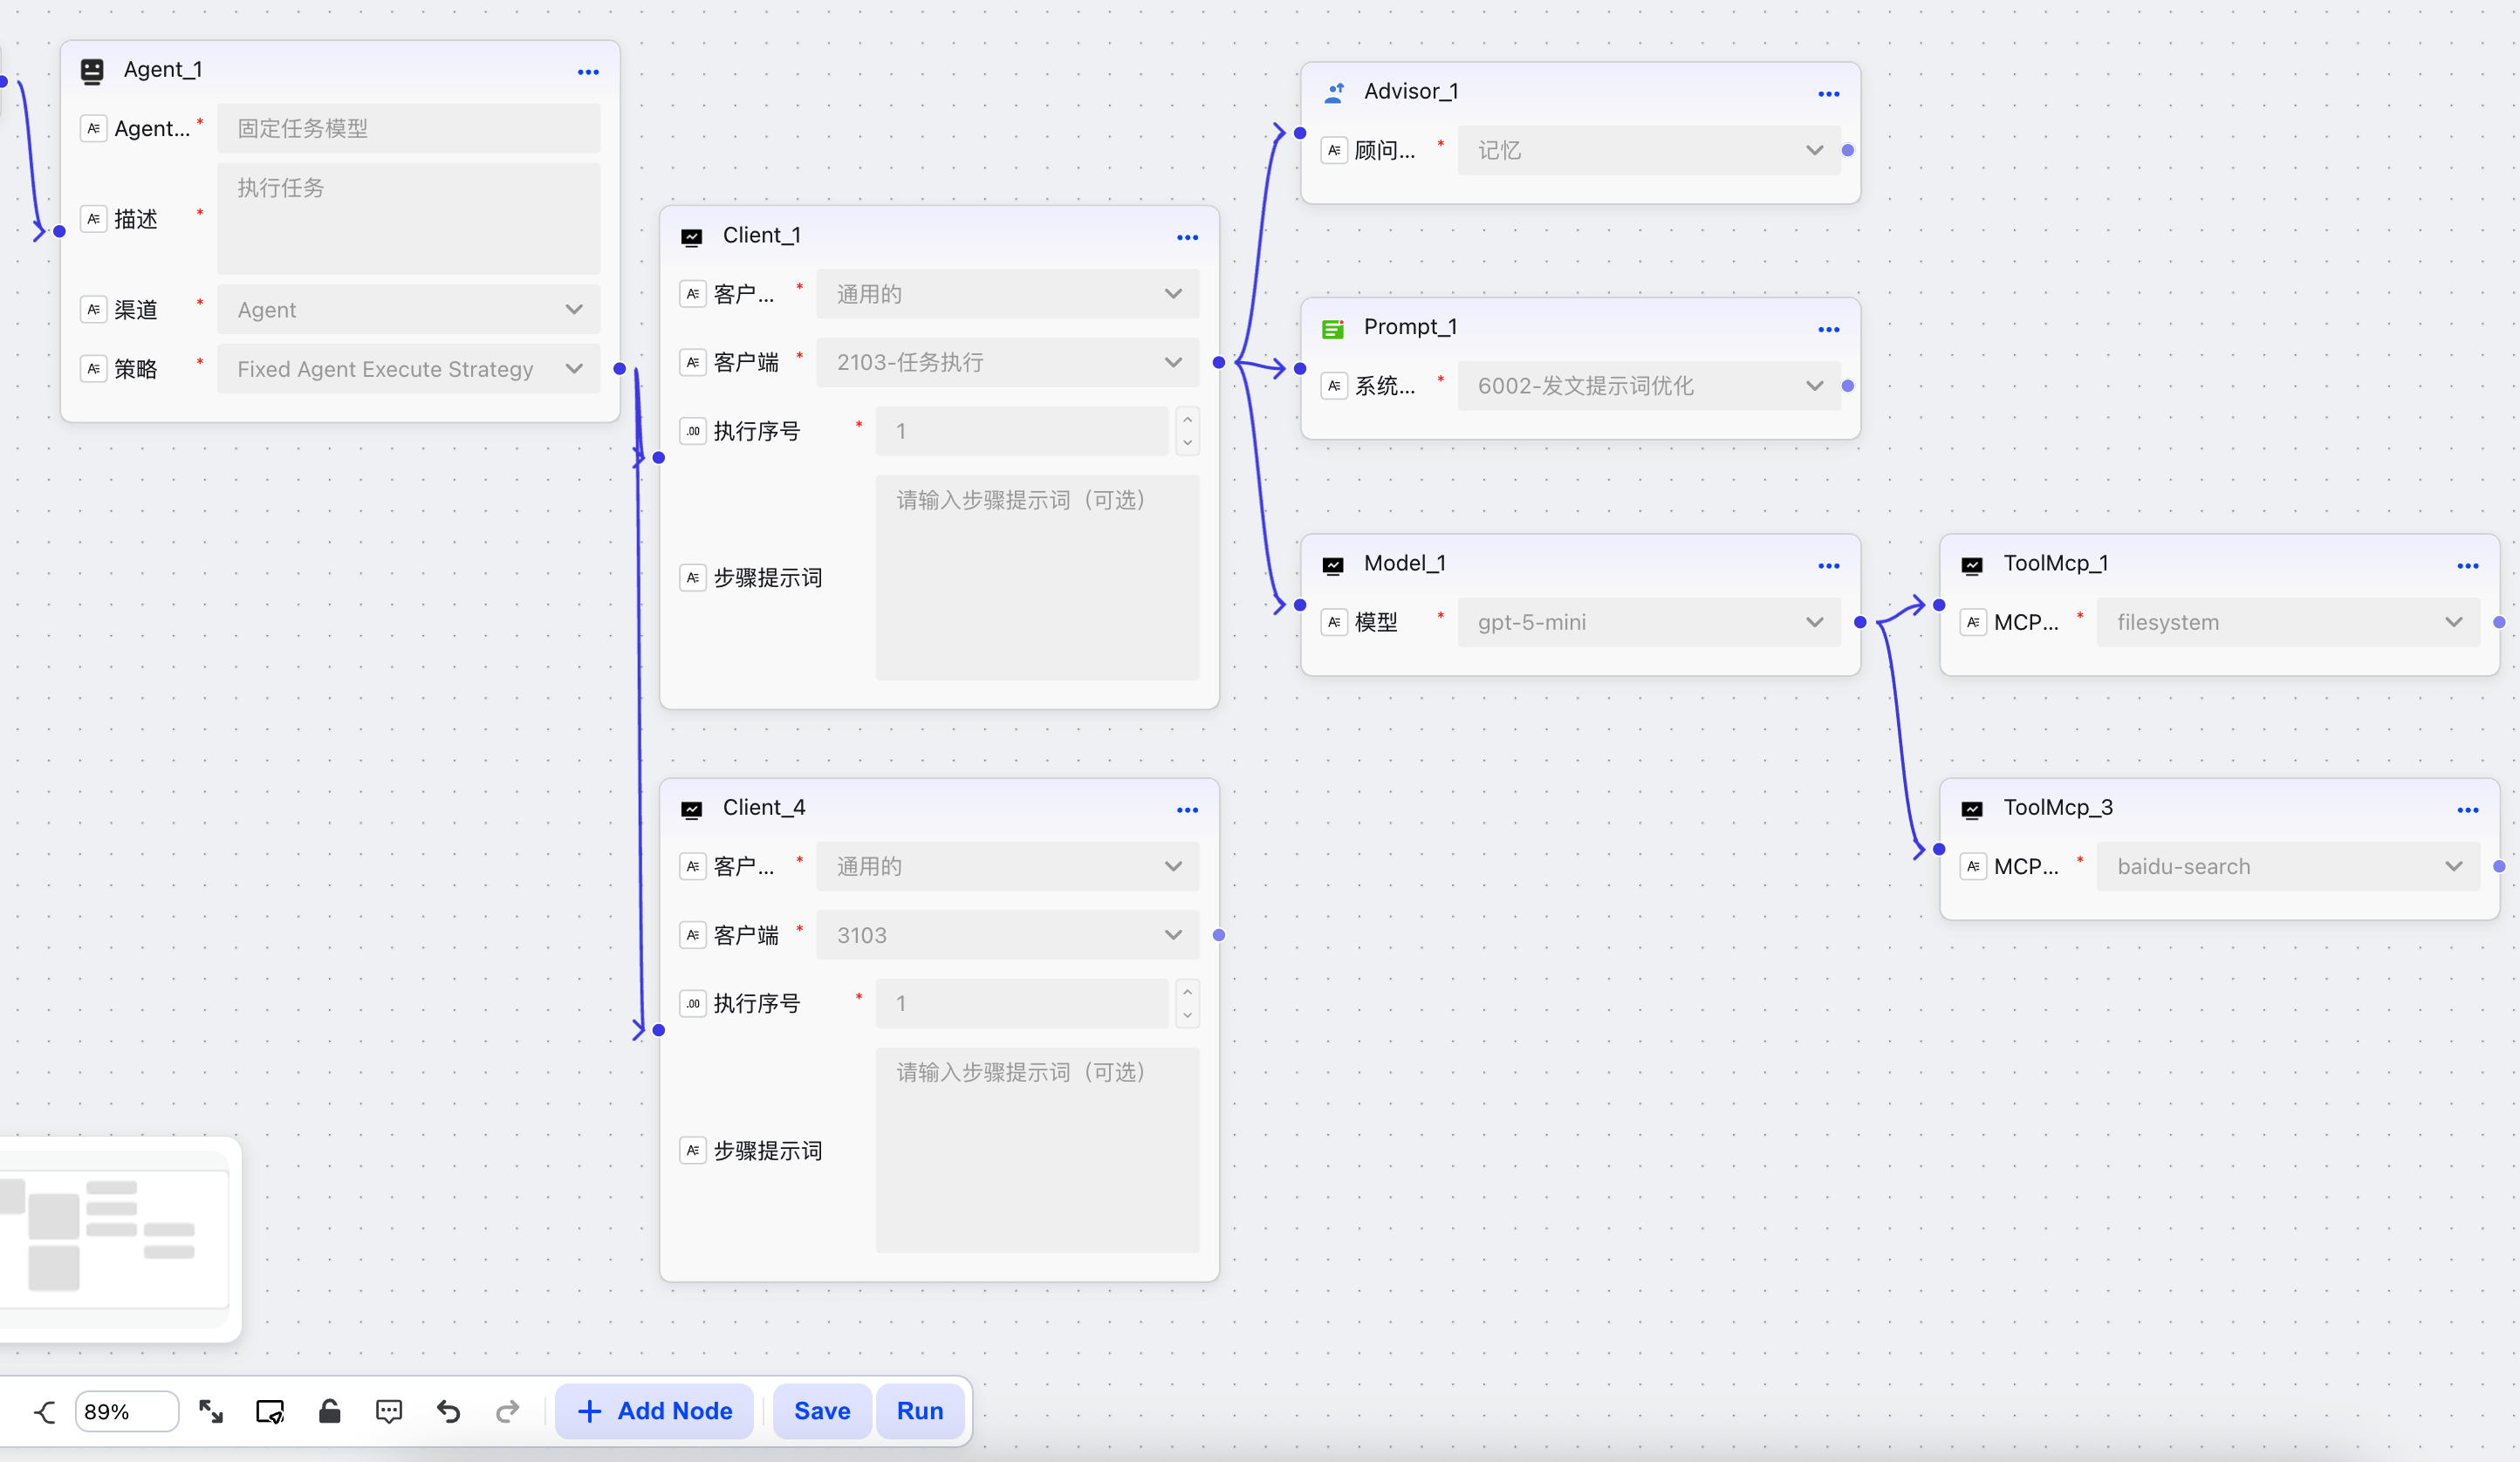 Agent_1
Agent... * 固定任务模型
描述 * 执行任务
渠道 * Agent
策略 * Fixed Agent Execute Strategy
Client_1
客户... * 通用的
客户端 * 2103-任务执行
.00 执行序号 * 1
步骤提示词 请输入步骤提示词（可选）
Client_4
客户... * 通用的
客户端 * 3103
.00 执行序号 * 1
步骤提示词 请输入步骤提示词（可选）
Advisor_1
顾问... * 记忆
Prompt_1
系统... * 6002-发文提示词优化
Model_1
模型 * gpt-5-mini
ToolMcp_1
MCP... * filesystem
ToolMcp_3
MCP... * baidu-search
89% Add Node Save Run